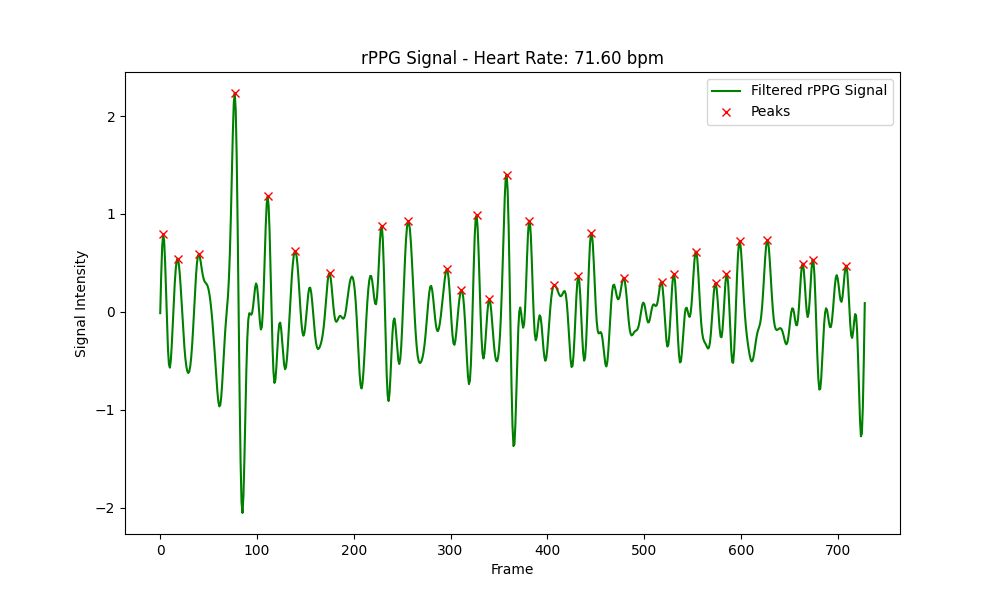 rPPG Signal - Heart Rate: 71.60 bpm
Filtered rPPG Signal
Peaks
Signal Intensity
2
1
0
−1
−2
0 100 200 300 400 500 600 700
Frame